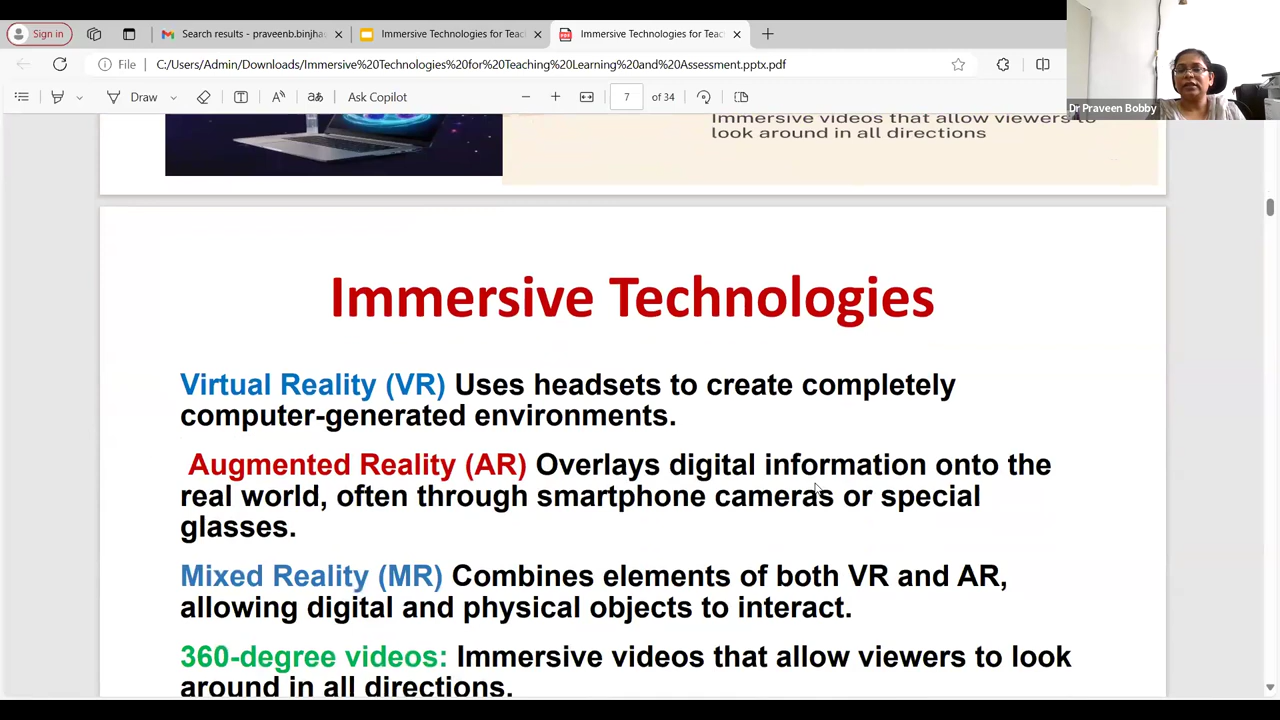 Sign in
Search results - praveenb.binjha
Immersive Technologies for Teac
Immersive Technologies for Teac
File
C:/Users/Admin/Downloads/Immersive%20Technologies%20for%20Teaching%20Learning%20and%20Assessment.pptx.pdf
Draw
Ask Copilot
7 of 34
Dr Praveen Bobby
Immersive videos that allow viewers to
look around in all directions
Immersive Technologies
Virtual Reality (VR) Uses headsets to create completely
computer-generated environments.
Augmented Reality (AR) Overlays digital information onto the
real world, often through smartphone cameras or special
glasses.
Mixed Reality (MR) Combines elements of both VR and AR,
allowing digital and physical objects to interact.
360-degree videos: Immersive videos that allow viewers to look
around in all directions.